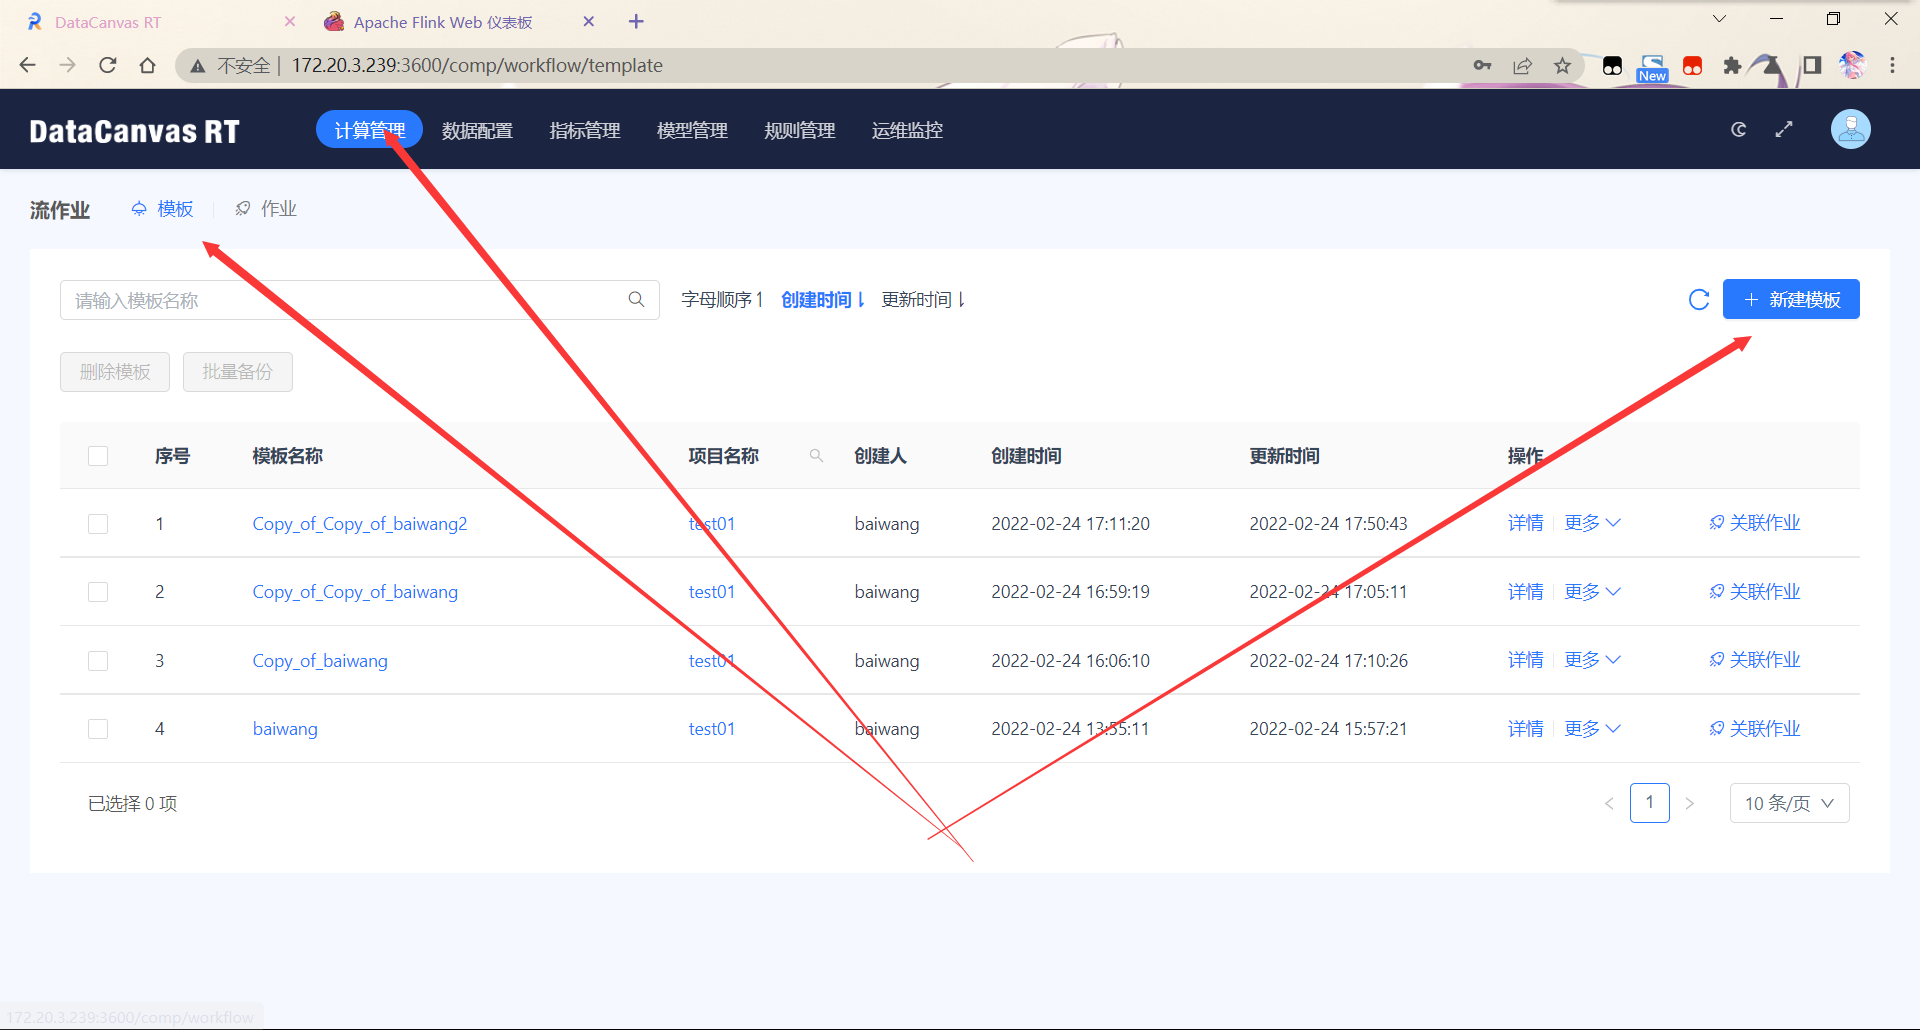 DataCanvas RT
Apache Flink Web 仪表板
不安全 172.20.3.239:3600/comp/workflow/template
New
DataCanvas RT
计算管理 数据配置 指标管理 模型管理 规则管理 运维监控
流作业 模板 作业
请输入模板名称 字母顺序 创建时间 更新时间 新建模板
删除模板 批量备份
序号 模板名称 项目名称 创建人 创建时间 更新时间 操作
1 Copy_of_Copy_of_baiwang2 test01 baiwang 2022-02-24 17:11:20 2022-02-24 17:50:43 详情 更多 关联作业
2 Copy_of_Copy_of_baiwang test01 baiwang 2022-02-24 16:59:19 2022-02-24 17:05:11 详情 更多 关联作业
3 Copy_of_baiwang test01 baiwang 2022-02-24 16:06:10 2022-02-24 17:10:26 详情 更多 关联作业
4 baiwang test01 baiwang 2022-02-24 13:55:11 2022-02-24 15:57:21 详情 更多 关联作业
已选择 0 项 1 10 条/页
172.20.3.239:3600/comp/workflow